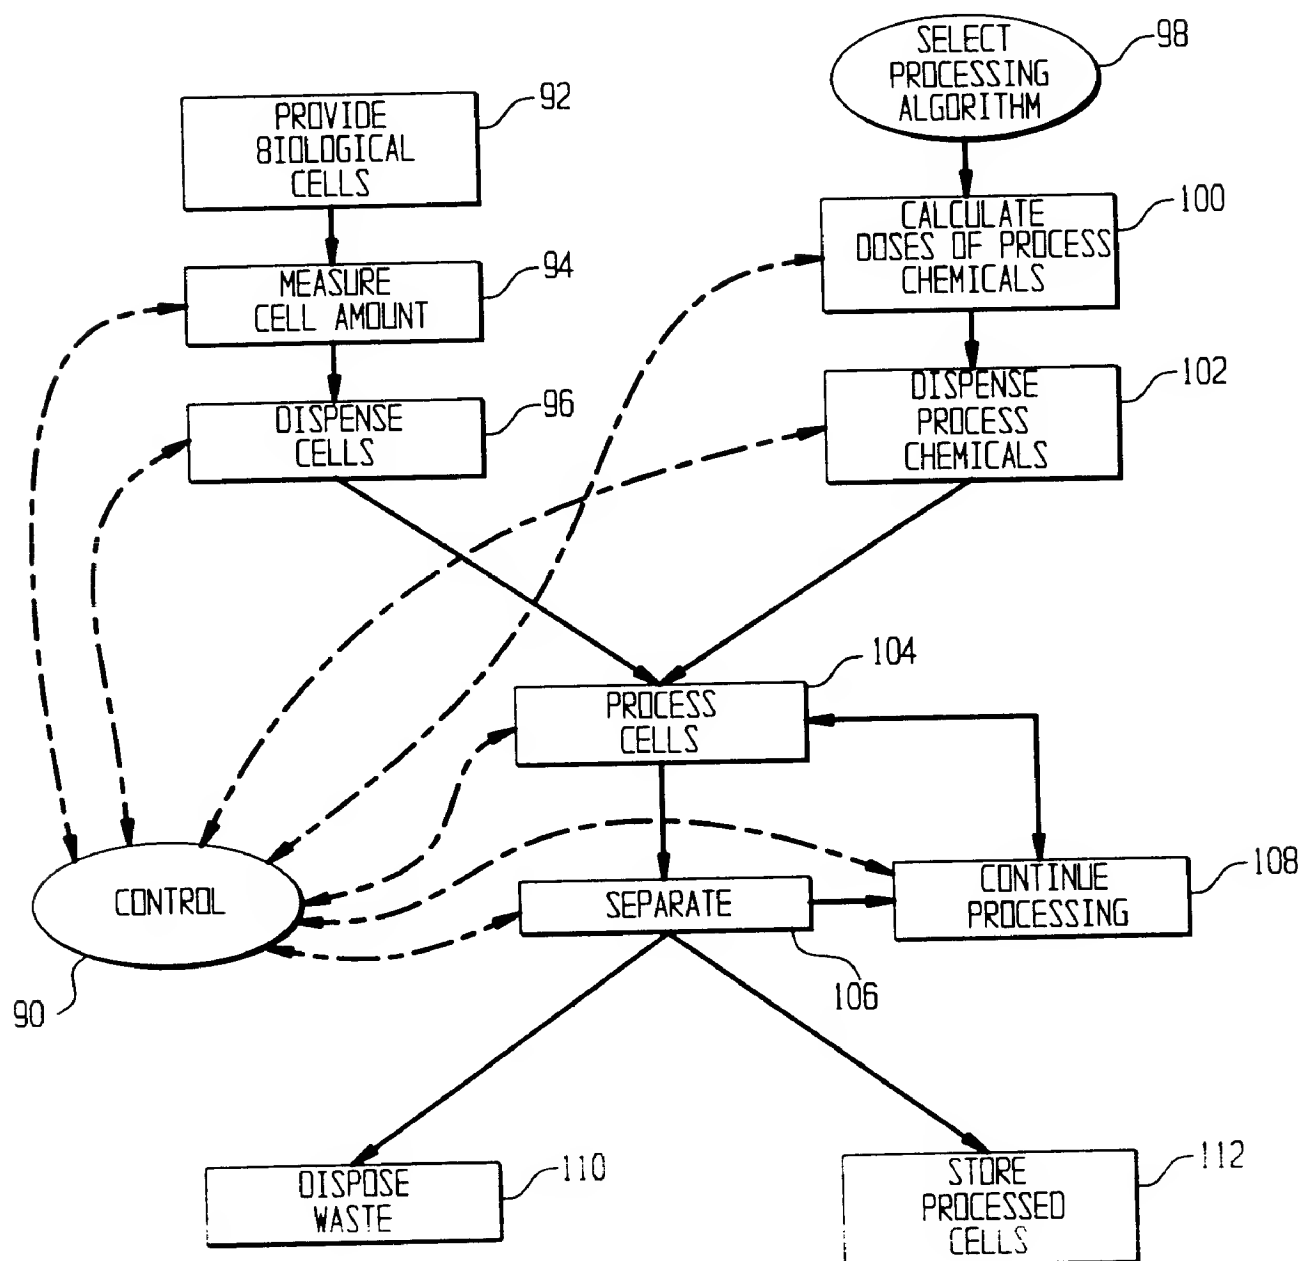 SELECT
PROCESSING
ALGORITHM
98
PROVIDE
BIOLOGICAL
CELLS
92
CALCULATE
DOSES OF PROCESS
CHEMICALS
100
MEASURE
CELL AMOUNT
94
DISPENSE
PROCESS
CHEMICALS
102
DISPENSE
CELLS
96
PROCESS
CELLS
104
CONTROL
90
SEPARATE
106
CONTINUE
PROCESSING
108
DISPOSE
WASTE
110
STORE
PROCESSED
CELLS
112